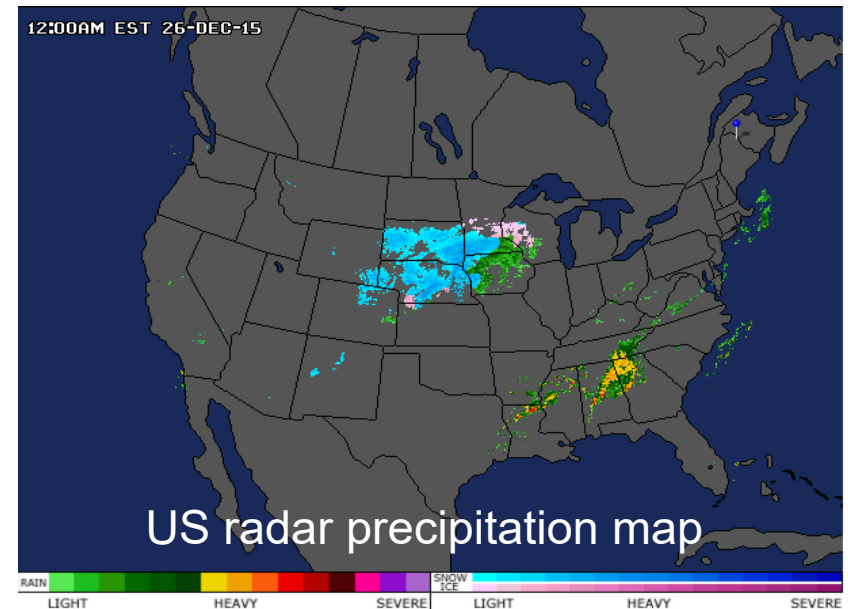 12:00AM EST 26-DEC-15
US radar precipitation map
RAIN SNOW
ICE
LIGHT HEAVY SEVERE LIGHT HEAVY SEVERE